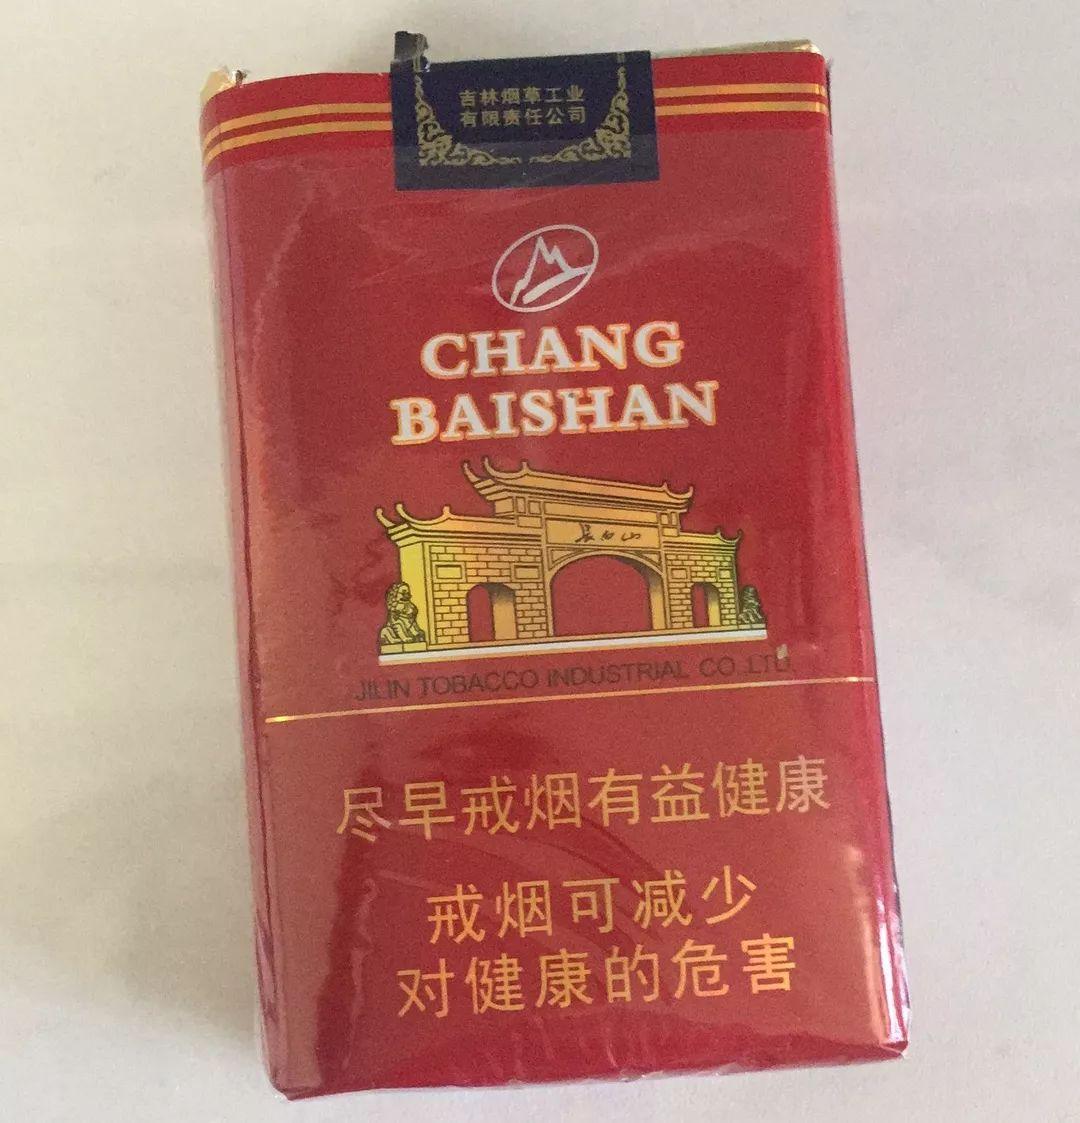 吉林烟草工业
有限责任公司
CHANG
BAISHAN
长白山
JILIN TOBACCO INDUSTRIAL CO.,LTD.
尽早戒烟有益健康
戒烟可减少
对健康的危害